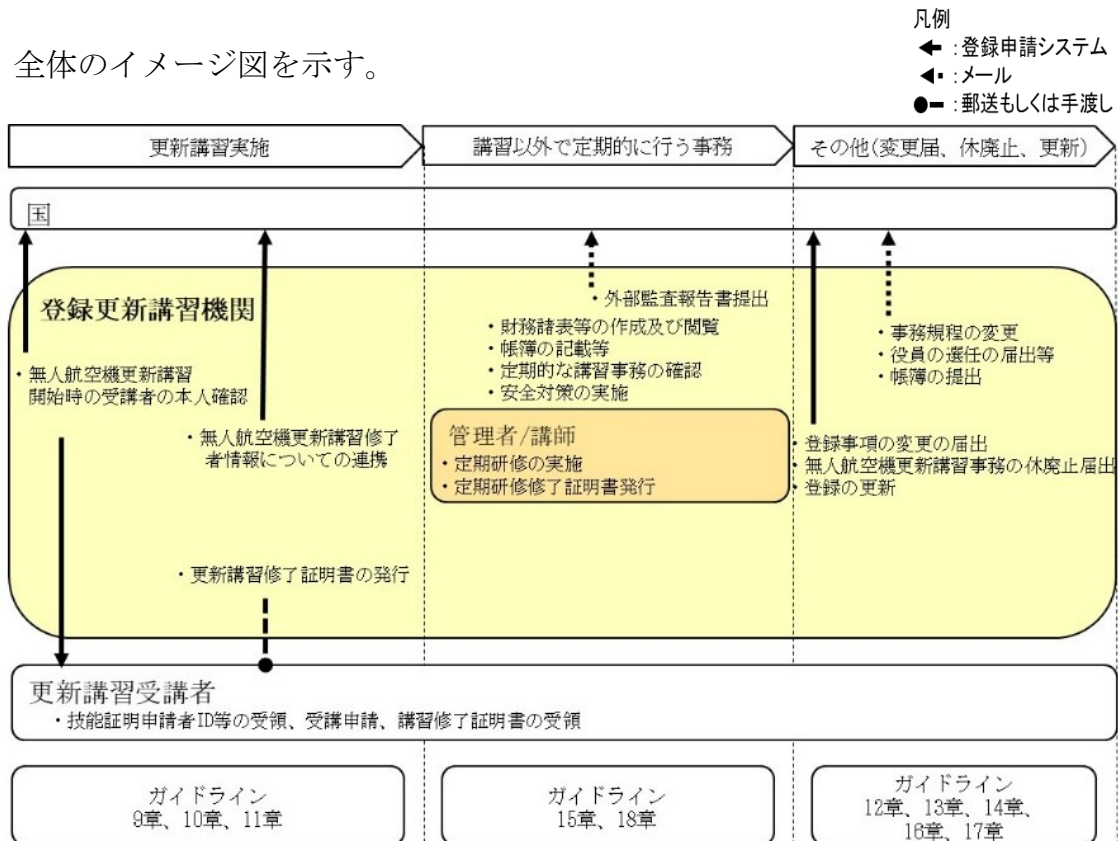 全体のイメージ図を示す。
凡例
:登録申請システム
:メール
:郵送もしくは手渡し
更新講習実施
講習以外で定期的に行う事務
その他(変更届、休廃止、更新)
国
登録更新講習機関
・無人航空機更新講習
開始時の受講者の本人確認
・無人航空機更新講習修了
者情報についての連携
・更新講習修了証明書の発行
・外部監査報告書提出
・財務諸表等の作成及び閲覧
・帳簿の記載等
・定期的な講習事務の確認
・安全対策の実施
管理者/講師
・定期研修の実施
・定期研修修了証明書発行
・事務規程の変更
・役員の選任の届出等
・帳簿の提出
・登録事項の変更の届出
・無人航空機更新講習事務の休廃止届出
・登録の更新
更新講習受講者
・技能証明申請者ID等の受領、受講申請、講習修了証明書の受領
ガイドライン
9章、10章、11章
ガイドライン
15章、18章
ガイドライン
12章、13章、14章、
16章、17章